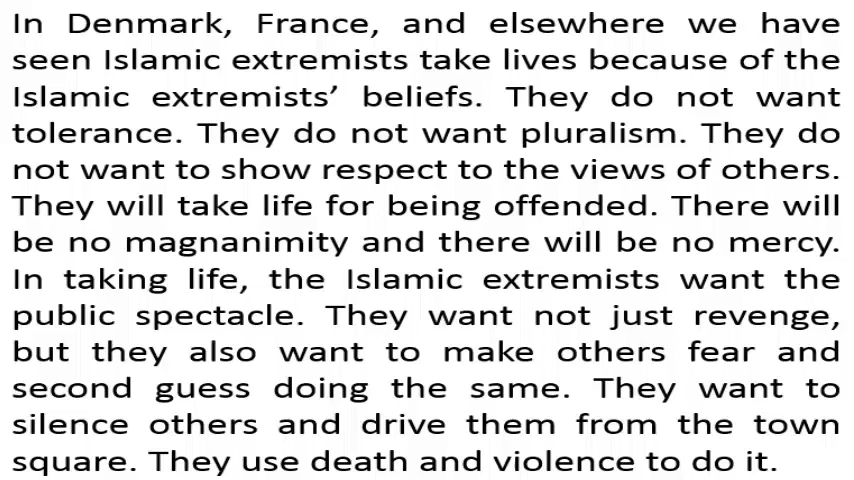 In Denmark, France, and elsewhere we have
seen Islamic extremists take lives because of the
Islamic extremists’ beliefs. They do not want
tolerance. They do not want pluralism. They do
not want to show respect to the views of others.
They will take life for being offended. There will
be no magnanimity and there will be no mercy.
In taking life, the Islamic extremists want the
public spectacle. They want not just revenge,
but they also want to make others fear and
second guess doing the same. They want to
silence others and drive them from the town
square. They use death and violence to do it.